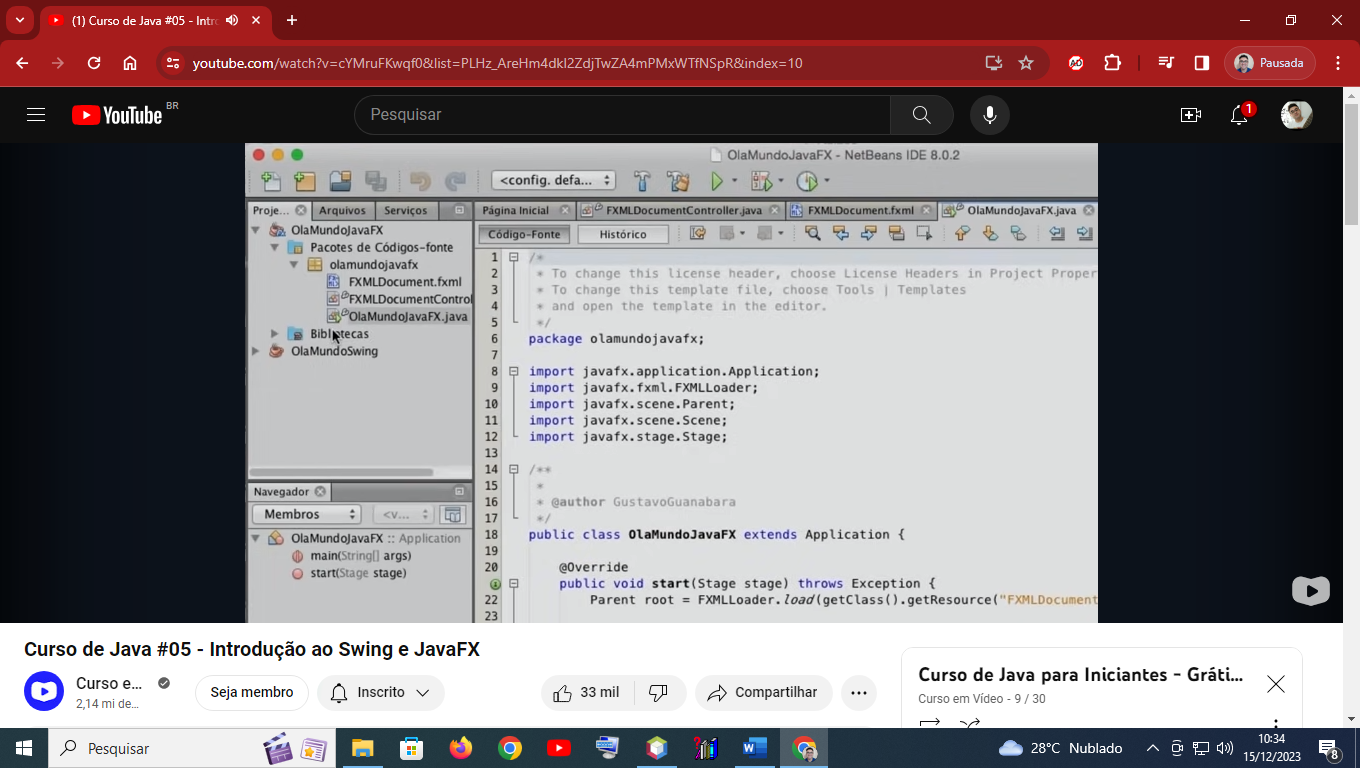 (1) Curso de Java #05 - Intro
youtube.com/watch?v=cYMruFKwqf0&list=PLHz_AreHm4dkI2ZdjTwZA4mPMxWTfNSpR&index=10
Pausada
YouTube BR
Pesquisar
1
OlaMundoJavaFX - NetBeans IDE 8.0.2
<config. defa...
Proje... Arquivos Serviços
Página Inicial FXMLDocumentController.java FXMLDocument.fxml OlaMundoJavaFX.java
Código-Fonte Histórico
OlaMundoJavaFX
Pacotes de Códigos-fonte
olamundojavafx
FXMLDocument.fxml
FXMLDocumentControl
OlaMundoJavaFX.java
Bibliotecas
OlaMundoSwing
1 /*
2 * To change this license header, choose License Headers in Project Proper
3 * To change this template file, choose Tools | Templates
4 * and open the template in the editor.
5 */
6 package olamundojavafx;
7
8 import javafx.application.Application;
9 import javafx.fxml.FXMLLoader;
10 import javafx.scene.Parent;
11 import javafx.scene.Scene;
12 import javafx.stage.Stage;
13
14 /**
15 *
16 * @author GustavoGuanabara
17 */
18 public class OlaMundoJavaFX extends Application {
19
20 @Override
public void start(Stage stage) throws Exception {
22 Parent root = FXMLLoader.load(getClass().getResource("FXMLDocument
23
Navegador
Membros <v...
OlaMundoJavaFX :: Application
main(String[] args)
start(Stage stage)
Curso de Java #05 - Introdução ao Swing e JavaFX
Curso e...
2,14 mi de...
Seja membro
Inscrito
33 mil
Compartilhar
Curso de Java para Iniciantes - Gráti...
Curso em Vídeo - 9 / 30
Pesquisar
28°C Nublado
10:34
15/12/2023
8